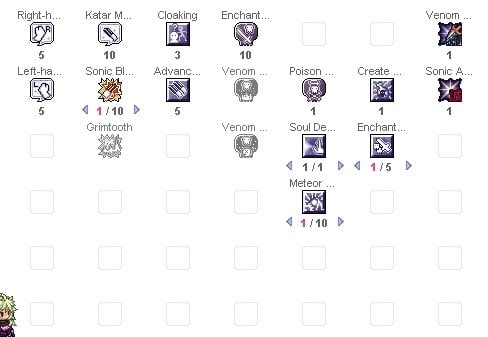 Right-h... Katar M... Cloaking Enchant... Venom ...
5 10 3 10 1
Left-ha... Sonic Bl... Advanc... Venom ... Poison ... Create ... Sonic A...
5 1 / 10 5 1 1 1
Grimtooth Venom ... Soul De... Enchant...
1 / 1 1 / 5
Meteor ...
1 / 10